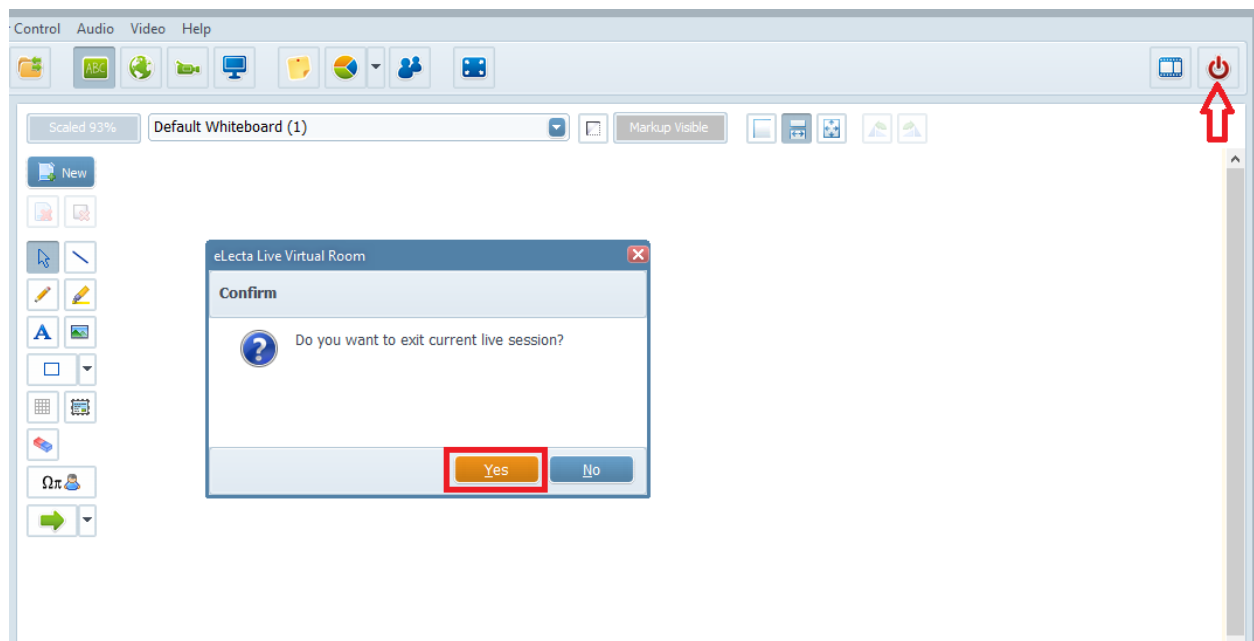 Control Audio Video Help
ABC
Scaled 93% Default Whiteboard (1) Markup Visible
New
eLecta Live Virtual Room
Confirm
Do you want to exit current live session?
Yes No
A
Ωπ